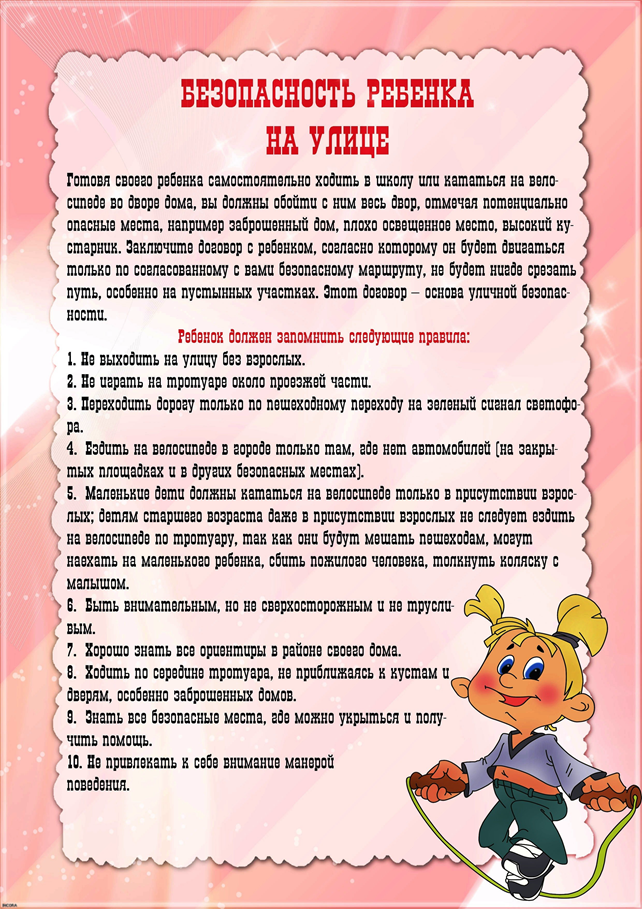 БЕЗОПАСНОСТЬ РЕБЕНКА
НА УЛИЦЕ
Готовя своего ребенка самостоятельно ходить в школу или кататься на вело-
сипеде во дворе дома, вы должны обойти с ним весь двор, отмечая потенциально
опасные места, например заброшенный дом, плохо освещенное место, высокий ку-
старник. Заключите договор с ребенком, согласно которому он будет двигаться
только по согласованному с вами безопасному маршруту, не будет нигде срезать
путь, особенно на пустынных участках. Этот договор – основа уличной безопас-
ности.
Ребенок должен запомнить следующие правила:
1. Не выходить на улицу без взрослых.
2. Не играть на тротуаре около проезжей части.
3. Переходить дорогу только по пешеходному переходу на зеленый сигнал светофо-
ра.
4. Ездить на велосипеде в городе только там, где нет автомобилей (на закры-
тых площадках и в других безопасных местах).
5. Маленькие дети должны кататься на велосипеде только в присутствии взрос-
лых; детям старшего возраста даже в присутствии взрослых не следует ездить
на велосипеде по тротуару, так как они будут мешать пешеходам, могут
наехать на маленького ребенка, сбить пожилого человека, толкнуть коляску с
малышом.
6. Быть внимательным, но не сверхосторожным и не трусли-
вым.
7. Хорошо знать все ориентиры в районе своего дома.
8. Ходить по середине тротуара, не приближаясь к кустам и
дверям, особенно заброшенных домов.
9. Знать все безопасные места, где можно укрыться и полу-
чить помощь.
10. Не привлекать к себе внимание манерой
поведения.